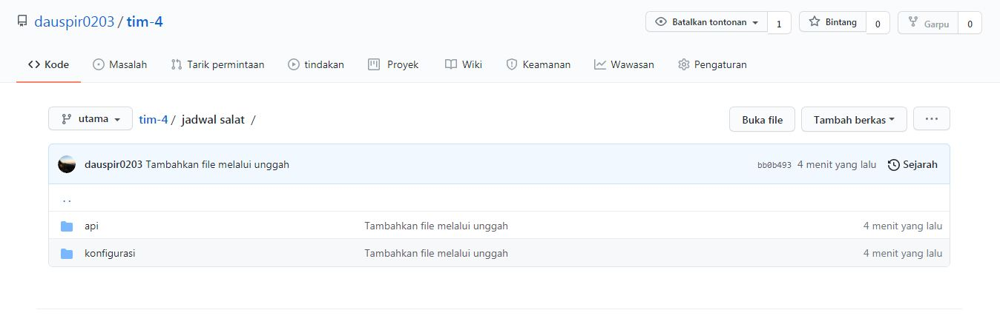 dauspir0203 / tim-4 Batalkan tontonan 1 Bintang 0 Garpu 0
Kode Masalah Tarik permintaan tindakan Proyek Wiki Keamanan Wawasan Pengaturan
utama tim-4 / jadwal salat / Buka file Tambah berkas ...
dauspir0203 Tambahkan file melalui unggah bb0b493 4 menit yang lalu Sejarah
..
api Tambahkan file melalui unggah 4 menit yang lalu
konfigurasi Tambahkan file melalui unggah 4 menit yang lalu